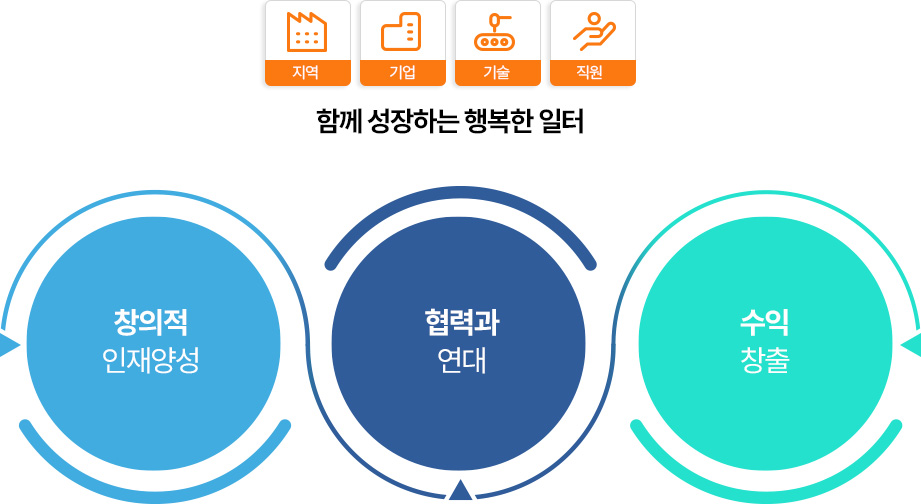 지역
기업
기술
직원
함께 성장하는 행복한 일터
창의적
인재양성
협력과
연대
수익
창출